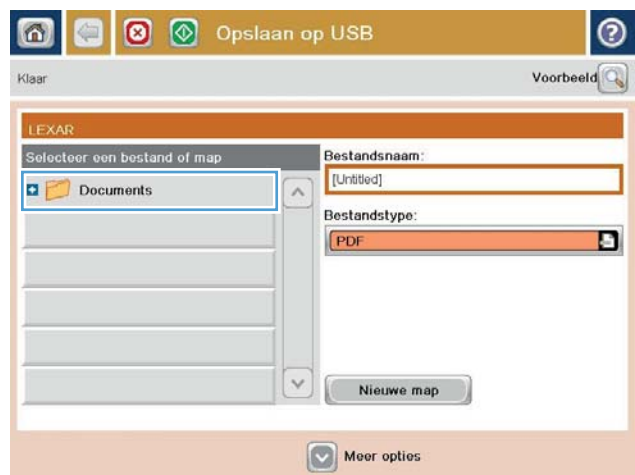 Opslaan op USB
?
Klaar
Voorbeeld
LEXAR
Selecteer een bestand of map
Documents
Bestandsnaam:
[Untitled]
Bestandstype:
PDF
Nieuwe map
Meer opties